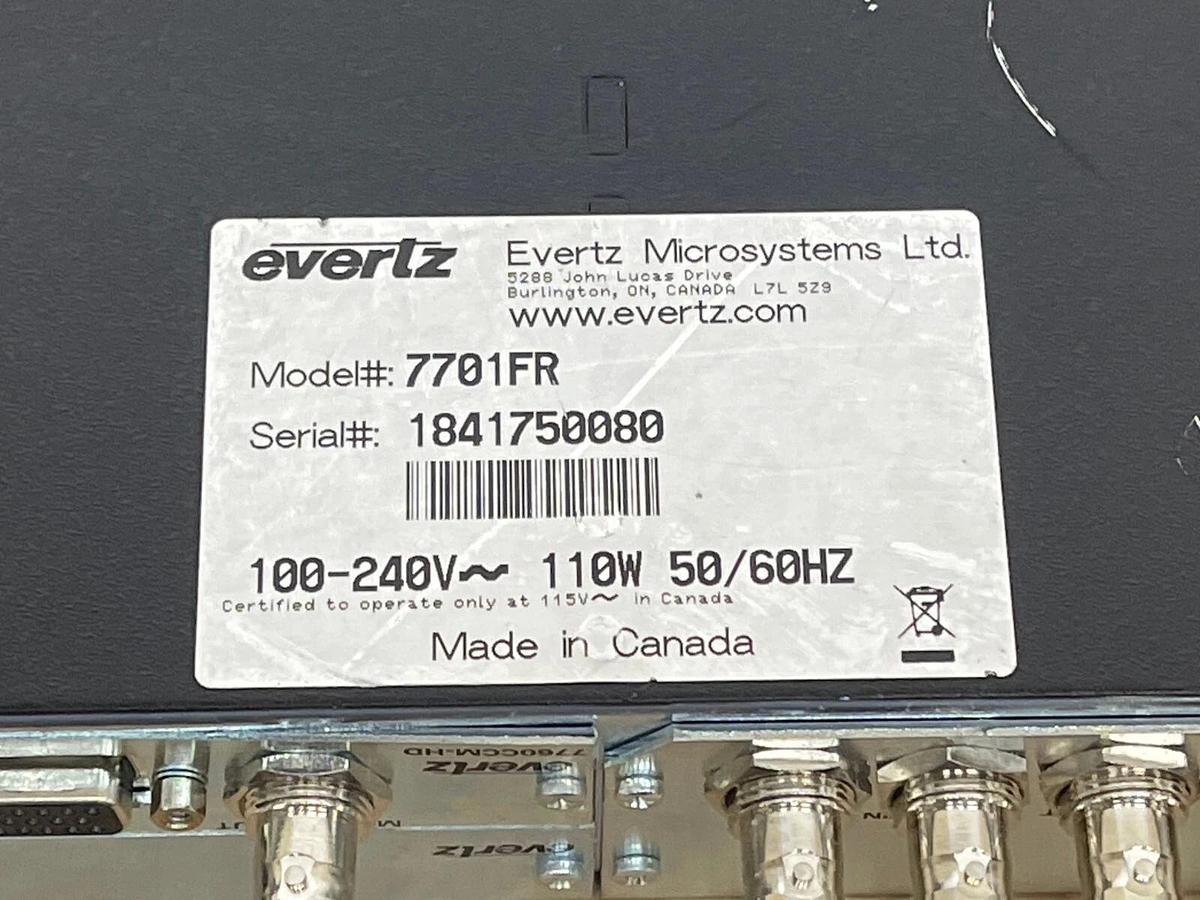 evertz
Evertz Microsystems Ltd.
5288 John Lucas Drive
Burlington, ON, CANADA L7L 5Z9
www.evertz.com
Model#: 7701FR
Serial#: 1841750080
100-240V~ 110W 50/60HZ
Certified to operate only at 115V~ in Canada
Made in Canada
7760CCM-HD
evertz
evertz